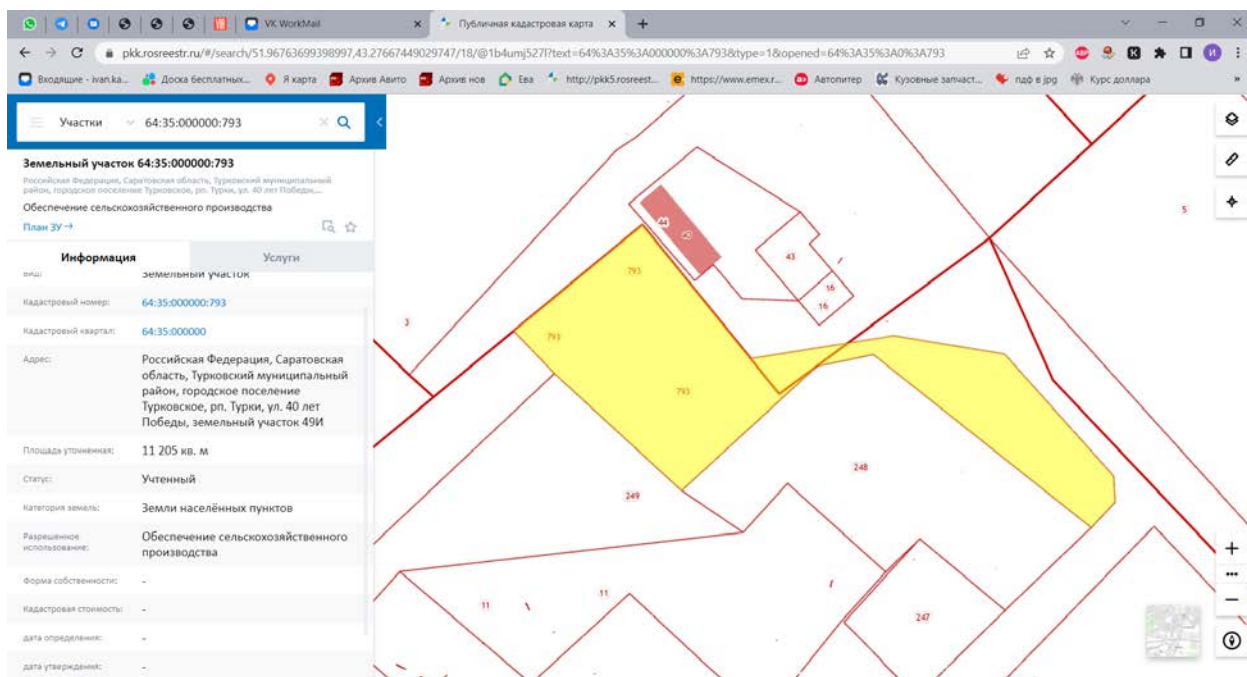 VK WorkMail
Публичная кадастровая карта
pkk.rosreestr.ru/#/search/51.96763699398997,43.27667449029747/18/@1b4umj527l?text=64%3A35%3A000000%3A793&type=1&opened=64%3A35%3A0%3A793
Входящие - ivan.ka...
Доска бесплатных...
Я карта
Архив Авито
Архив нов
Ева
http://pkk5.rosreest...
https://www.emex.r...
Автопитер
Кузовные запчаст...
пдф в jpg
Курс доллара
Участки 64:35:000000:793
Земельный участок 64:35:000000:793
Российская Федерация, Саратовская область, Турковский муниципальный
район, городское поселение Турковское, рп. Турки, ул. 40 лет Победы,...
Обеспечение сельскохозяйственного производства
План ЗУ →
Информация Услуги
Вид: Земельный участок
Кадастровый номер: 64:35:000000:793
Кадастровый квартал: 64:35:000000
Адрес: Российская Федерация, Саратовская
область, Турковский муниципальный
район, городское поселение
Турковское, рп. Турки, ул. 40 лет
Победы, земельный участок 49И
Площадь уточненная: 11 205 кв. м
Статус: Учтенный
Категория земель: Земли населённых пунктов
Разрешенное
использование:
Обеспечение сельскохозяйственного
производства
Форма собственности: -
Кадастровая стоимость: -
дата определения: -
дата утверждения: -
5
44
43
16
16
793
3
793
793
248
249
11
11
247